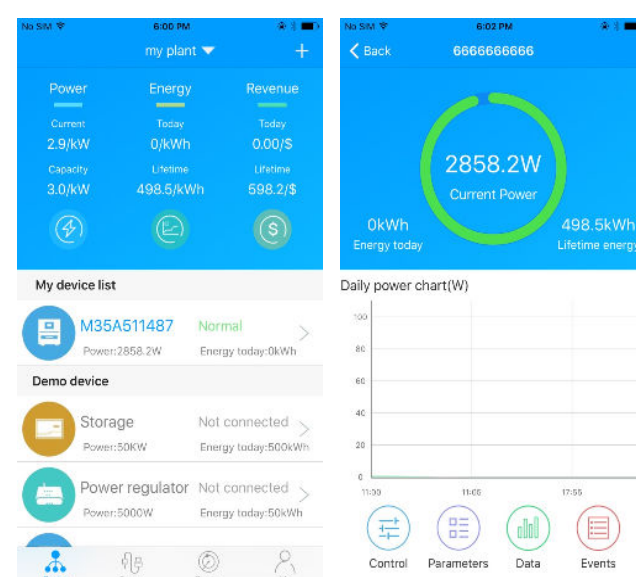 No SIM 6:00 PM
my plant
Power Energy Revenue
Current Today Today
2.9/kW 0/kWh 0.00/$
Capacity Lifetime Lifetime
3.0/kW 498.5/kWh 598.2/$
$
My device list
M35A511487 Normal
Power:2858.2W Energy today:0kWh
Demo device
Storage Not connected
Power:50KW Energy today:500kWh
Power regulator Not connected
Power:5000W Energy today:50kWh
No SIM 6:02 PM
Back 6666666666
2858.2W
Current Power
0kWh 498.5kWh
Energy today Lifetime energy
Daily power chart(W)
100
80
60
40
20
0
11:05 17:55
Control Parameters Data Events